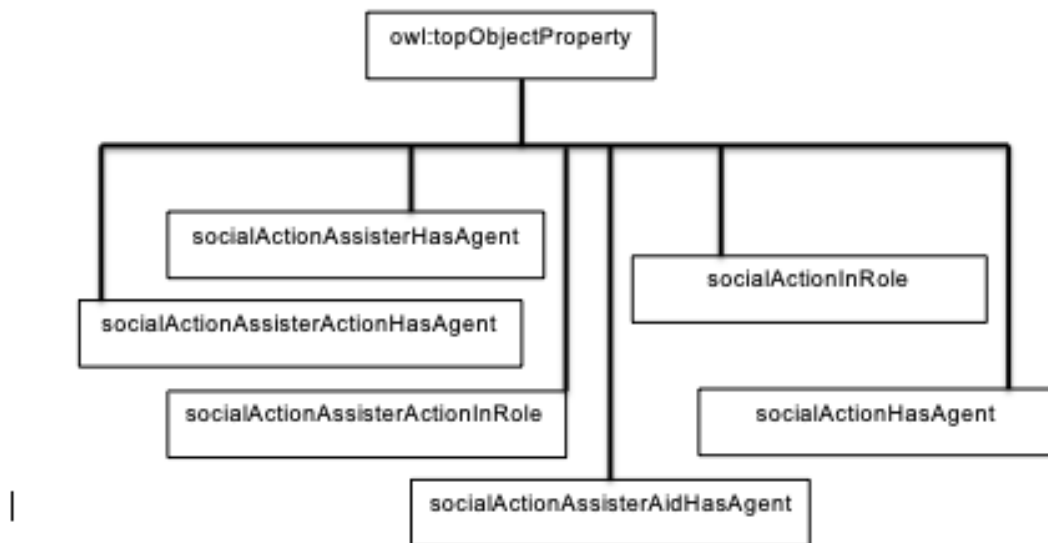 owl:topObjectProperty
socialActionAssisterHasAgent
socialActionInRole
socialActionAssisterActionHasAgent
socialActionAssisterActionInRole
socialActionHasAgent
socialActionAssisterAidHasAgent